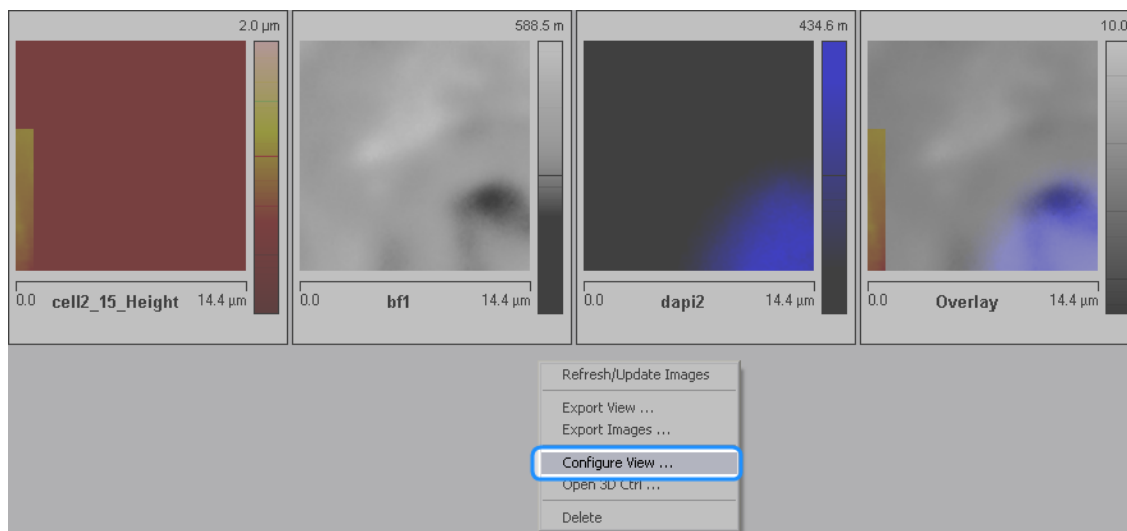 2.0 µm
588.5 m
434.6 m
10.0
0.0 cell2_15_Height 14.4 µm
0.0 bf1 14.4 µm
0.0 dapi2 14.4 µm
0.0 Overlay 14.4 µm
Refresh/Update Images
Export View ...
Export Images ...
Configure View ...
Open 3D Ctrl ...
Delete